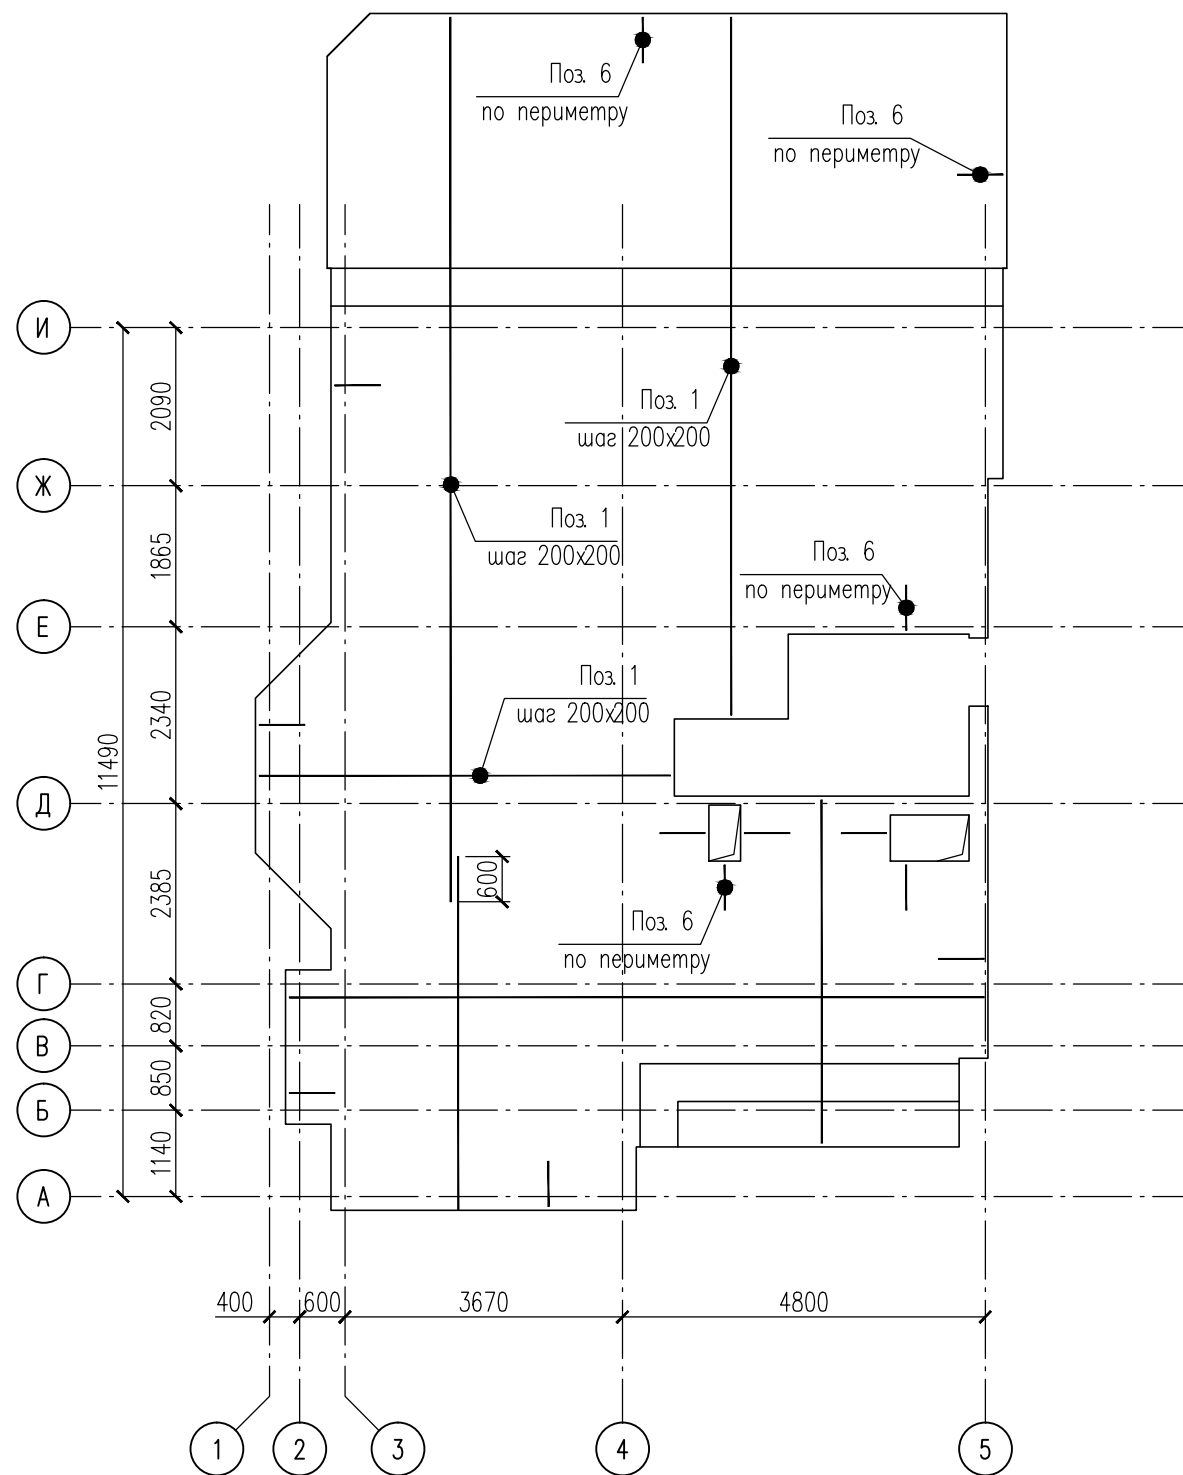 Поз. 6
по периметру
Поз. 6
по периметру
И
2090
Поз. 1
шаг 200х200
Ж
Поз. 1
шаг 200х200
1865
Поз. 6
по периметру
Е
Поз. 1
шаг 200х200
2340
11490
Д
600
2385
Поз. 6
по периметру
Г
820
В
850
Б
1140
А
400
600
3670
4800
1
2
3
4
5